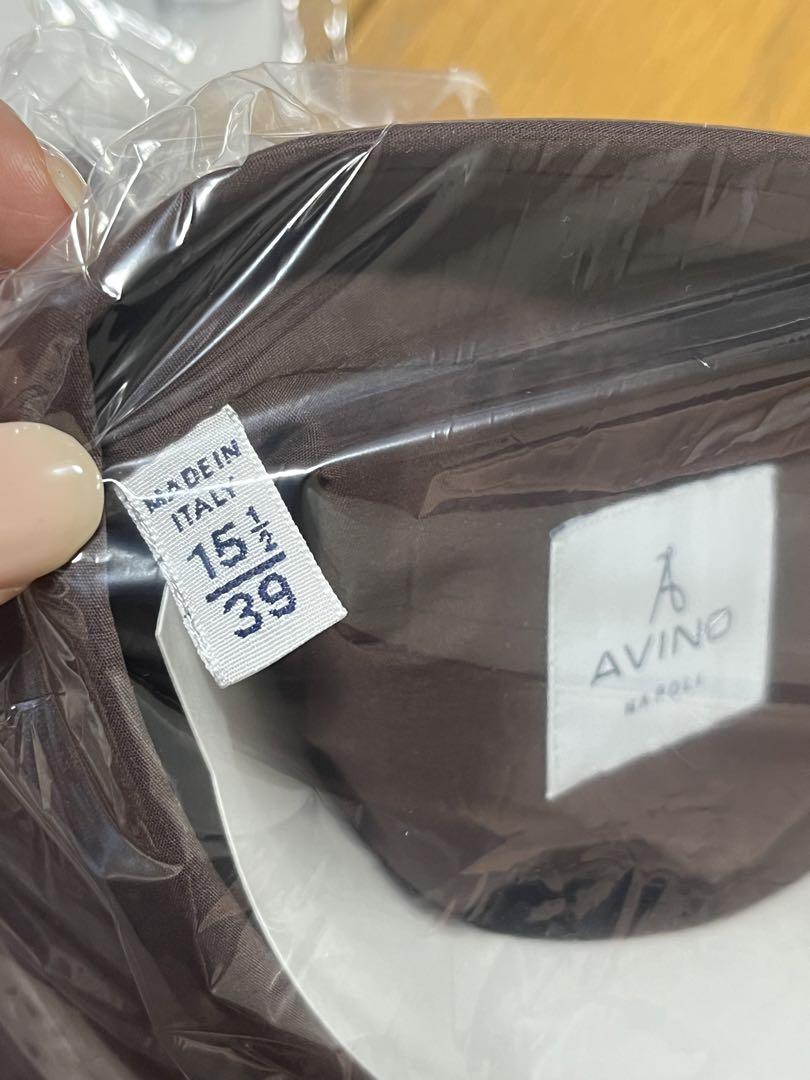 MADE IN
ITALY
15 1/2
39
A
AVINO
NAPOLI